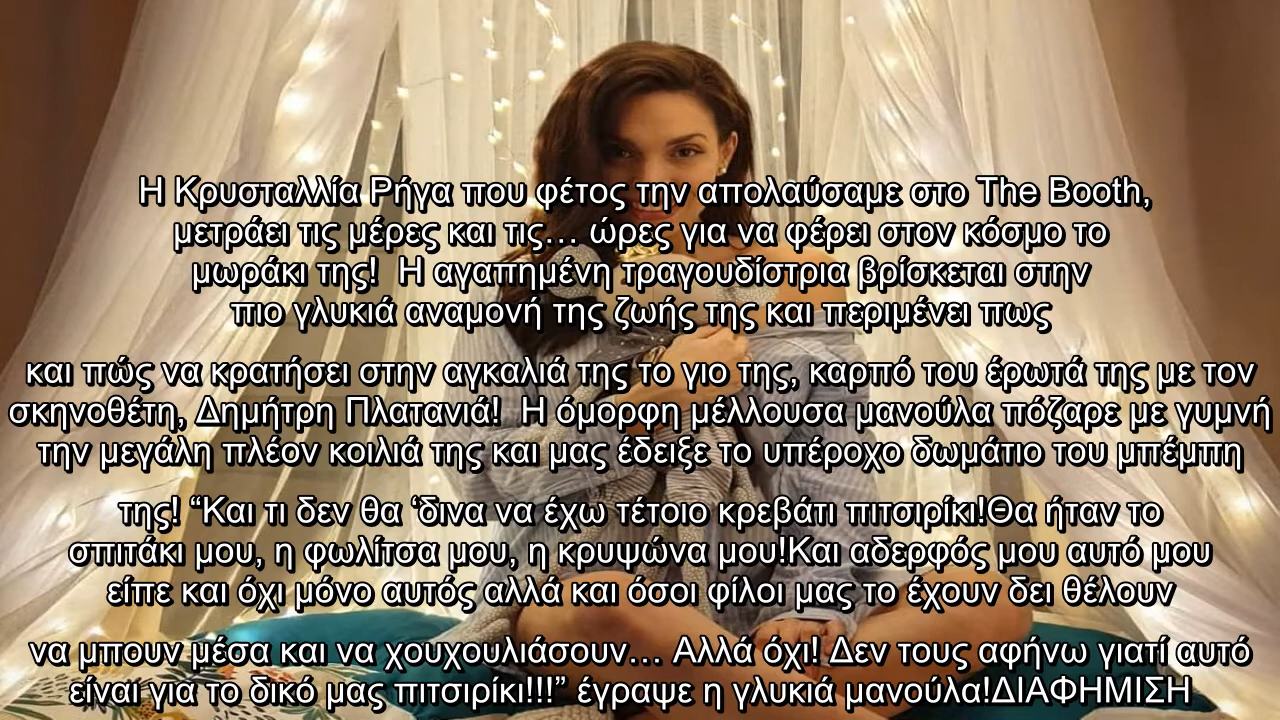 Η Κρυσταλλία Ρήγα που φέτος την απολαύσαμε στο The Booth,
μετράει τις μέρες και τις… ώρες για να φέρει στον κόσμο το
μωράκι της!  Η αγαπημένη τραγουδίστρια βρίσκεται στην
πιο γλυκιά αναμονή της ζωής της και περιμένει πως
και πώς να κρατήσει στην αγκαλιά της το γιο της, καρπό του έρωτά της με τον
σκηνοθέτη, Δημήτρη Πλατανιά!  Η όμορφη μέλλουσα μανούλα πόζαρε με γυμνή
την μεγάλη πλέον κοιλιά της και μας έδειξε το υπέροχο δωμάτιο του μπέμπη
της! “Και τι δεν θα ‘δινα να έχω τέτοιο κρεβάτι πιτσιρίκι!Θα ήταν το
σπιτάκι μου, η φωλίτσα μου, η κρυψώνα μου!Και αδερφός μου αυτό μου
είπε και όχι μόνο αυτός αλλά και όσοι φίλοι μας το έχουν δει θέλουν
να μπουν μέσα και να χουχουλιάσουν… Αλλά όχι! Δεν τους αφήνω γιατί αυτό
είναι για το δικό μας πιτσιρίκι!!!” έγραψε η γλυκιά μανούλα!ΔΙΑΦΗΜΙΣΗ